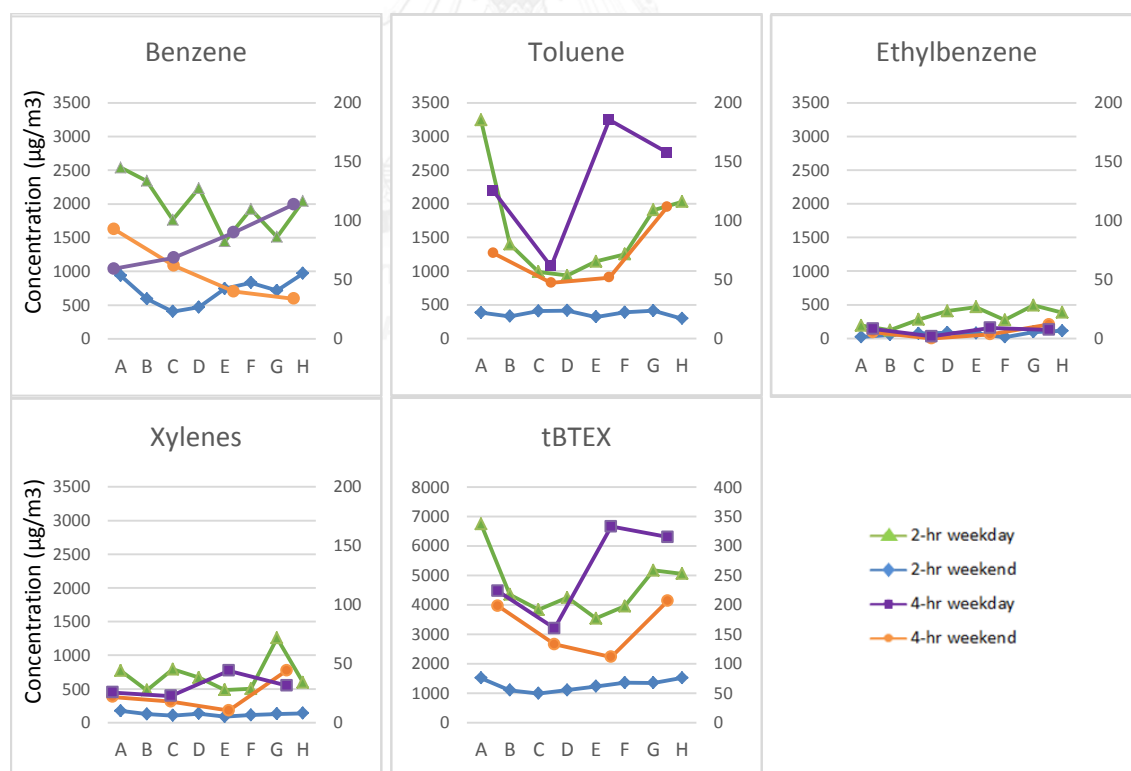 Benzene
Concentration (µg/m3)
3500 200
3000
2500 150
2000
1500 100
1000
500 50
0 0
A B C D E F G H
Toluene
3500 200
3000
2500 150
2000
1500 100
1000
500 50
0 0
A B C D E F G H
Ethylbenzene
3500 200
3000
2500 150
2000
1500 100
1000
500 50
0 0
A B C D E F G H
Xylenes
Concentration (µg/m3)
3500 200
3000
2500 150
2000
1500 100
1000
500 50
0 0
A B C D E F G H
tBTEX
8000 400
7000 350
6000 300
5000 250
4000 200
3000 150
2000 100
1000 50
0 0
A B C D E F G H
2-hr weekday
2-hr weekend
4-hr weekday
4-hr weekend